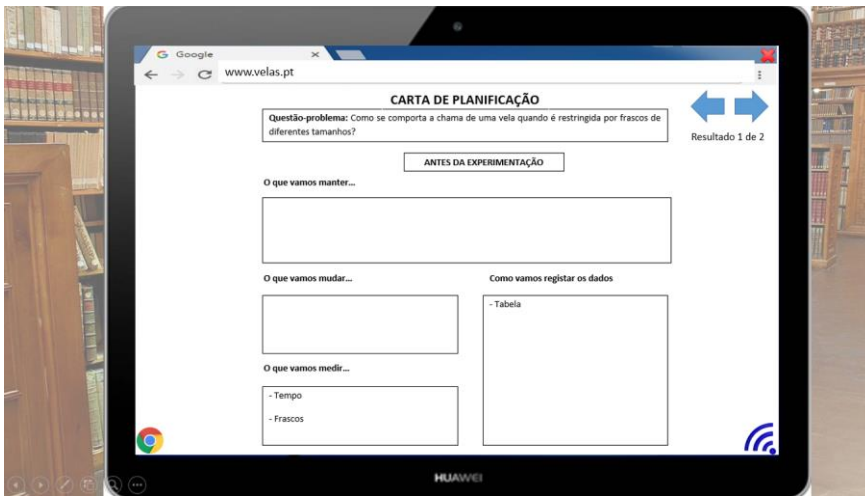 Google
www.velas.pt
CARTA DE PLANIFICAÇÃO
Questão-problema: Como se comporta a chama de uma vela quando é restringida por frascos de
diferentes tamanhos?
Resultado 1 de 2
ANTES DA EXPERIMENTAÇÃO
O que vamos manter...
O que vamos mudar...
Como vamos registar os dados
- Tabela
O que vamos medir...
- Tempo
- Frascos
HUAWEI